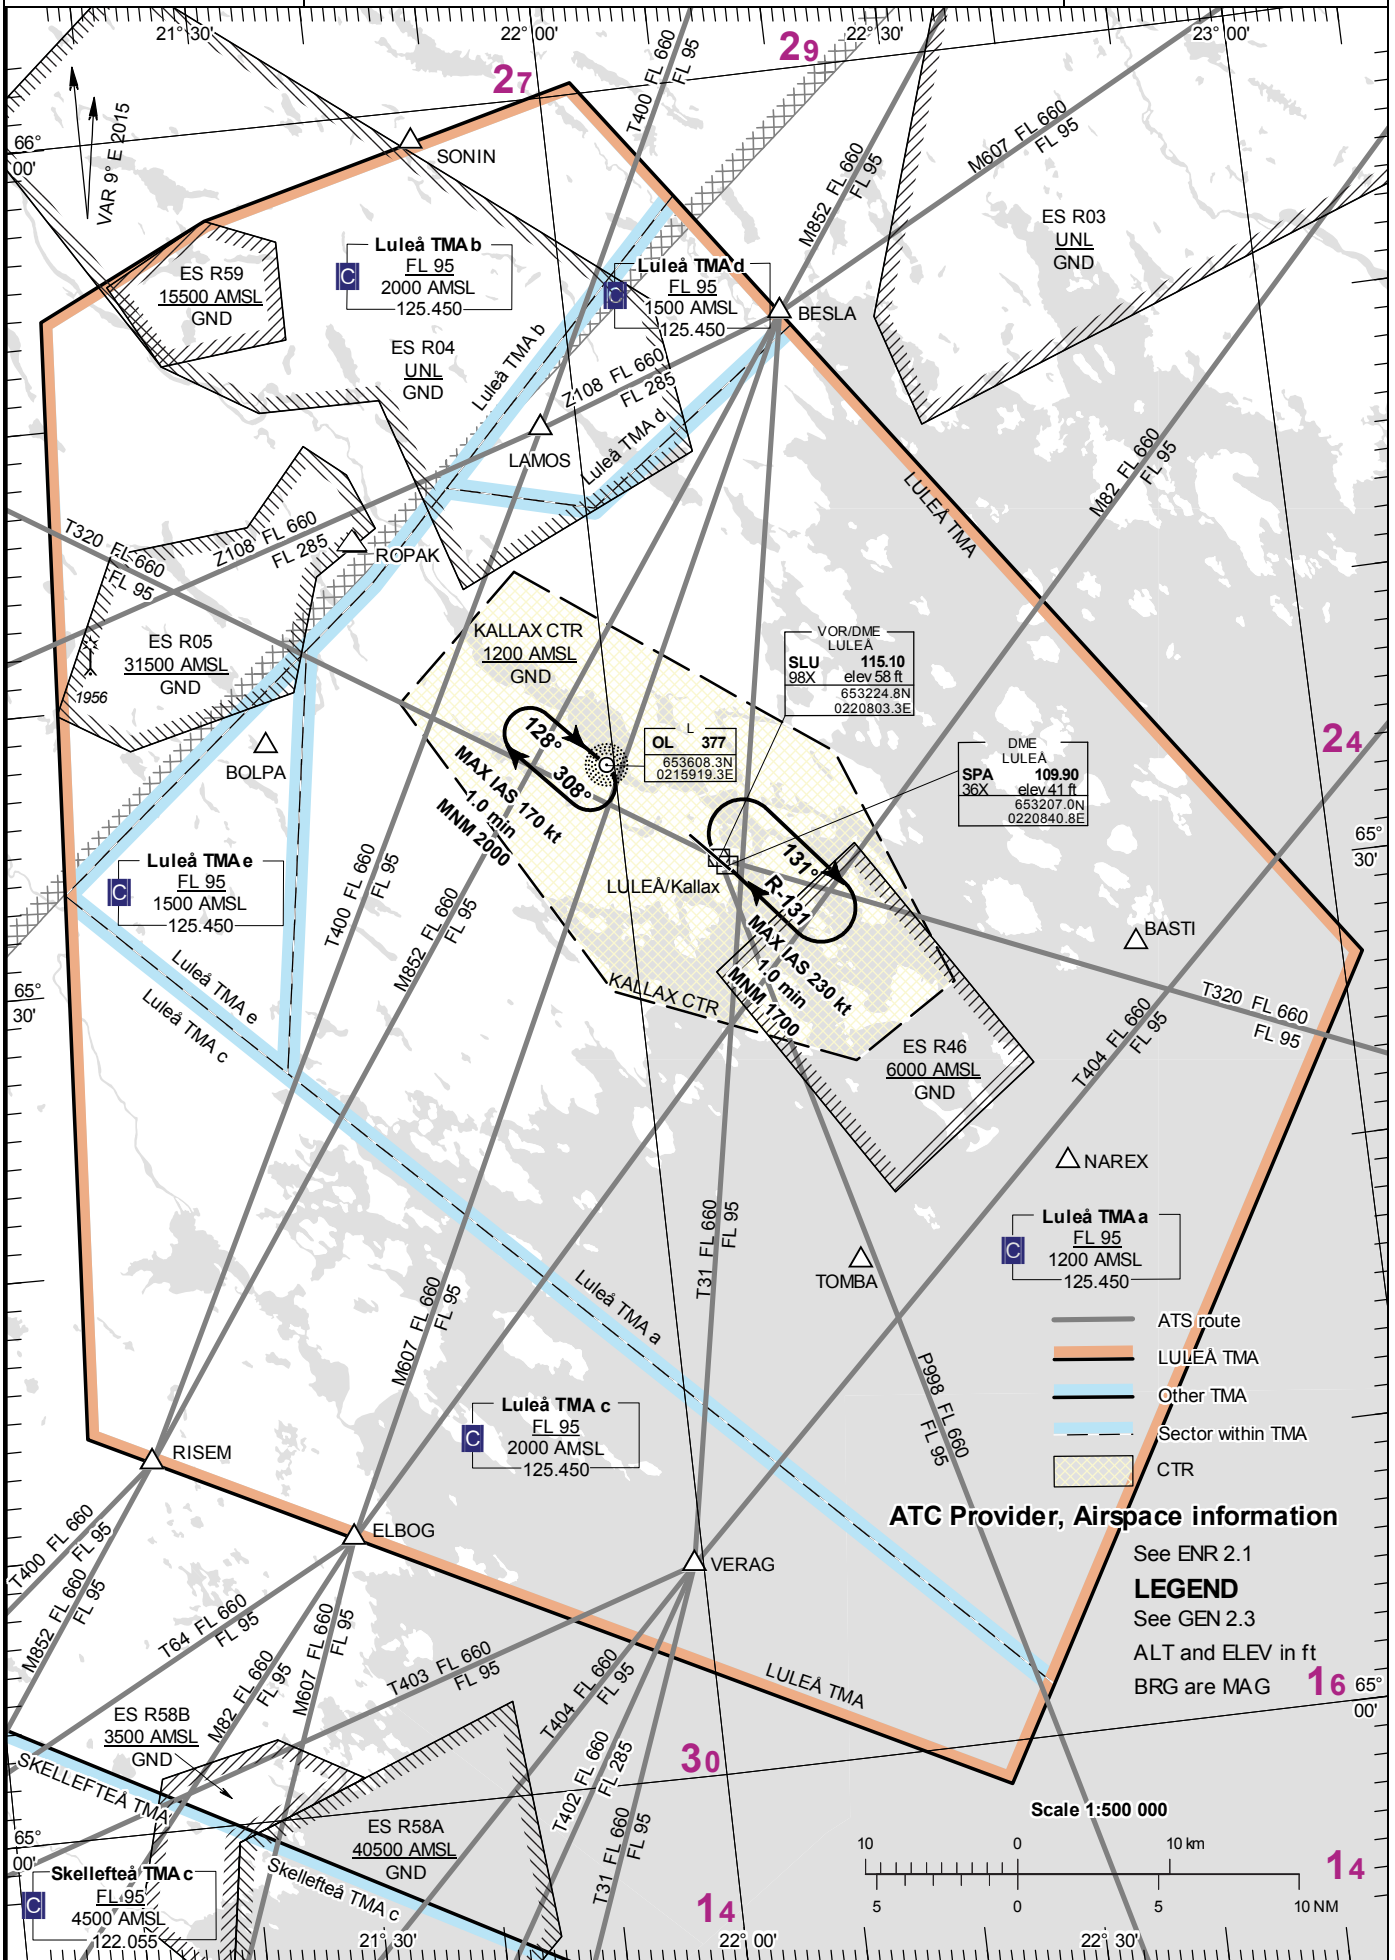 21° 30'
22° 00'
22° 30'
23° 00'
27
29
66°
00'
VAR 9° E 2015
SONIN
T400 FL 660
FL 95
M852 FL 660
FL 95
M607 FL 660
FL 95
ES R03
UNL
GND
ES R59
15500 AMSL
GND
Luleå TMA b
C
FL 95
2000 AMSL
125.450
Luleå TMA d
C
FL 95
1500 AMSL
125.450
BESLA
ES R04
UNL
GND
Luleå TMA b
Z108 FL 660
FL 285
LAMOS
Luleå TMA d
LULEÅ TMA
M82 FL 660
FL 95
T320 FL 660
FL 95
Z108 FL 660
FL 285
ROPAK
ES R05
31500 AMSL
GND
1956
KALLAX CTR
1200 AMSL
GND
VOR/DME
LULEÅ
SLU 115.10
98X elev 58 ft
653224.8N
0220803.3E
L
OL 377
653608.3N
0215919.3E
DME
LULEÅ
SPA 109.90
36X elev 41 ft
653207.0N
0220840.8E
24
BOLPA
128°
308°
MAX IAS 170 kt
1.0 min
MNM 2000
65°
30'
Luleå TMA e
C
FL 95
1500 AMSL
125.450
T400 FL 660
FL 95
M852 FL 660
FL 95
LULEÅ/Kallax
131°
R-131
MAX IAS 230 kt
1.0 min
MNM 1700
BASTI
Luleå TMA e
Luleå TMA c
65°
30'
KALLAX CTR
T320 FL 660
FL 95
T404 FL 660
FL 95
ES R46
6000 AMSL
GND
NAREX
T31 FL 660
FL 95
TOMBA
Luleå TMA a
C
FL 95
1200 AMSL
125.450
Luleå TMA a
M607 FL 660
FL 95
P998 FL 660
FL 95
ATS route
LULEÅ TMA
Other TMA
Sector within TMA
CTR
Luleå TMA c
C
FL 95
2000 AMSL
125.450
RISEM
ELBOG
VERAG
ATC Provider, Airspace information
See ENR 2.1
LEGEND
See GEN 2.3
ALT and ELEV in ft
BRG are MAG
16
65°
00'
T400 FL 660
FL 95
M852 FL 660
FL 95
T64 FL 660
FL 95
M82 FL 660
FL 95
M607 FL 660
FL 95
T403 FL 660
FL 95
T404 FL 660
FL 95
T402 FL 660
FL 285
T31 FL 660
FL 95
LULEÅ TMA
ES R58B
3500 AMSL
GND
30
SKELLEFTEÅ TMA
ES R58A
40500 AMSL
GND
65°
00'
Skellefteå TMA c
C
FL 95
4500 AMSL
122.055
Skellefteå TMA c
Scale 1:500 000
10 0 10 km
5 0 5 10 NM
14
14
21° 30'
22° 00'
22° 30'